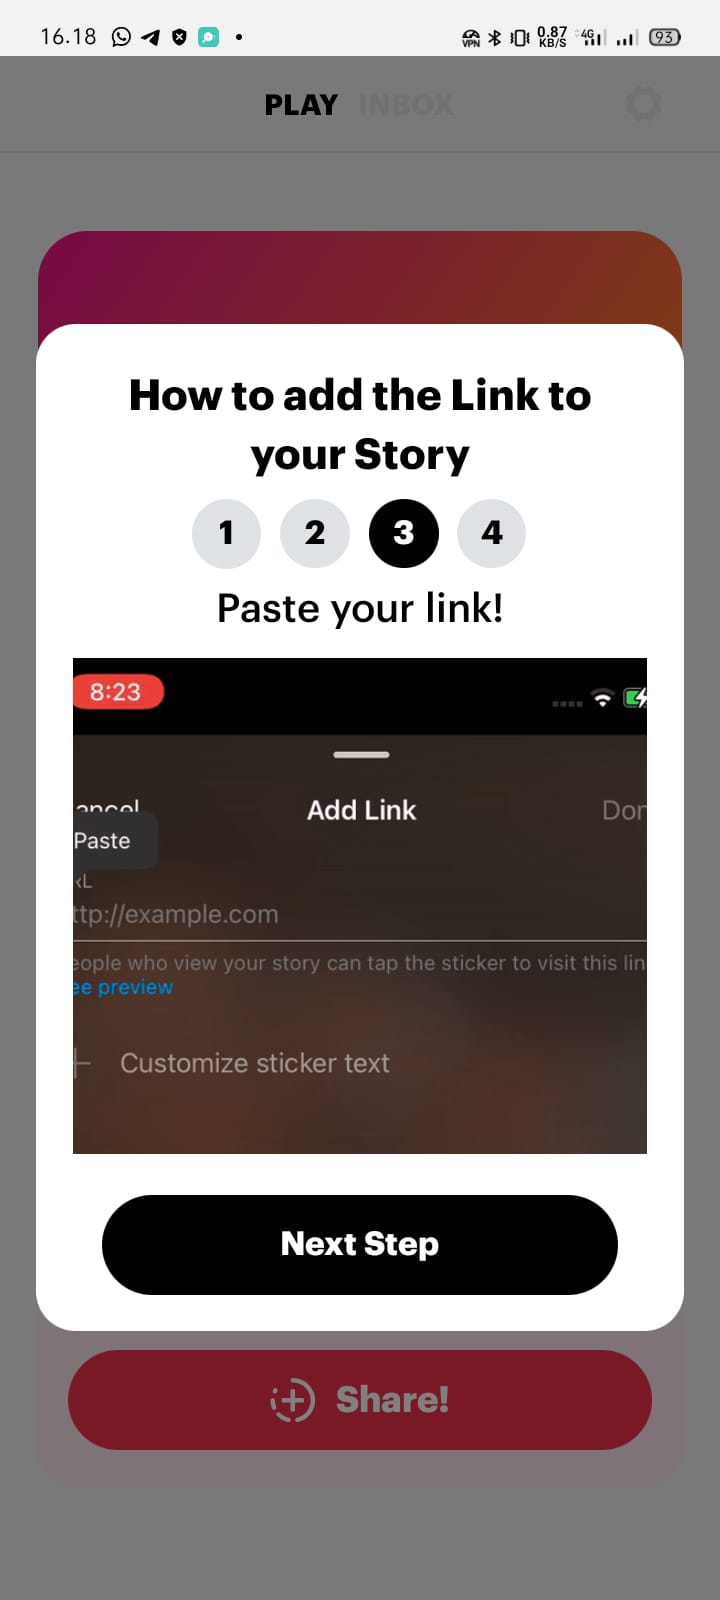 16.18 VPN 0.87 KB/S 4G 93
PLAY INBOX
How to add the Link to
your Story
1 2 3 4
Paste your link!
8:23
ancel Add Link Don
Paste
RL
ttp://example.com
eople who view your story can tap the sticker to visit this lin
ee preview
Customize sticker text
Next Step
Share!